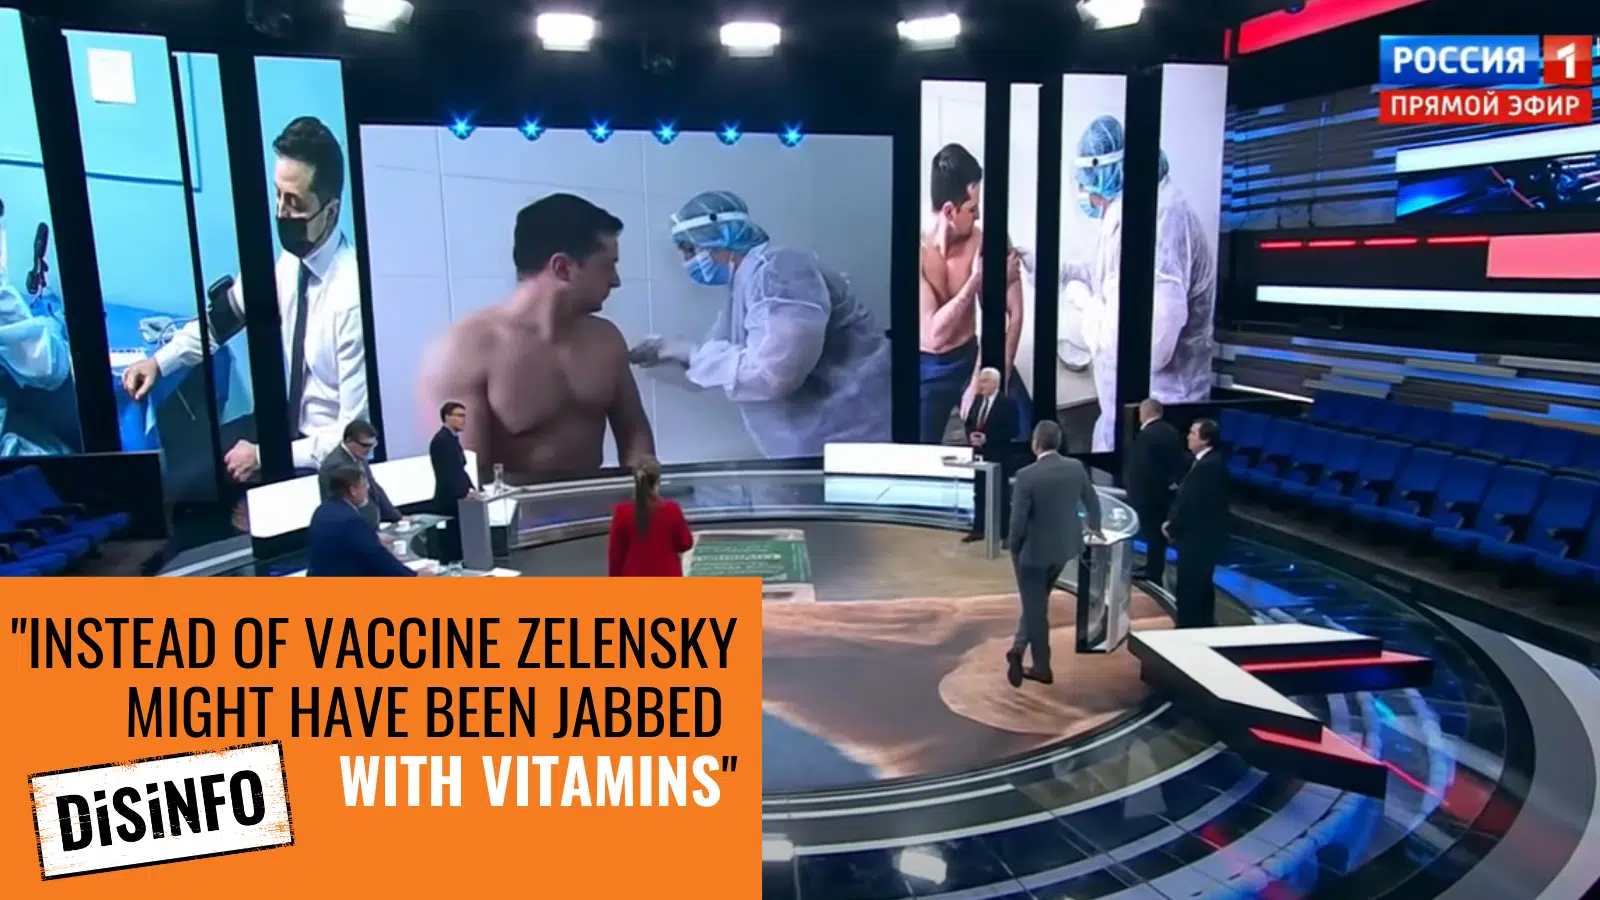 РОССИЯ 1
ПРЯМОЙ ЭФИР
"INSTEAD OF VACCINE ZELENSKY
MIGHT HAVE BEEN JABBED
WITH VITAMINS"
DiSiNFO